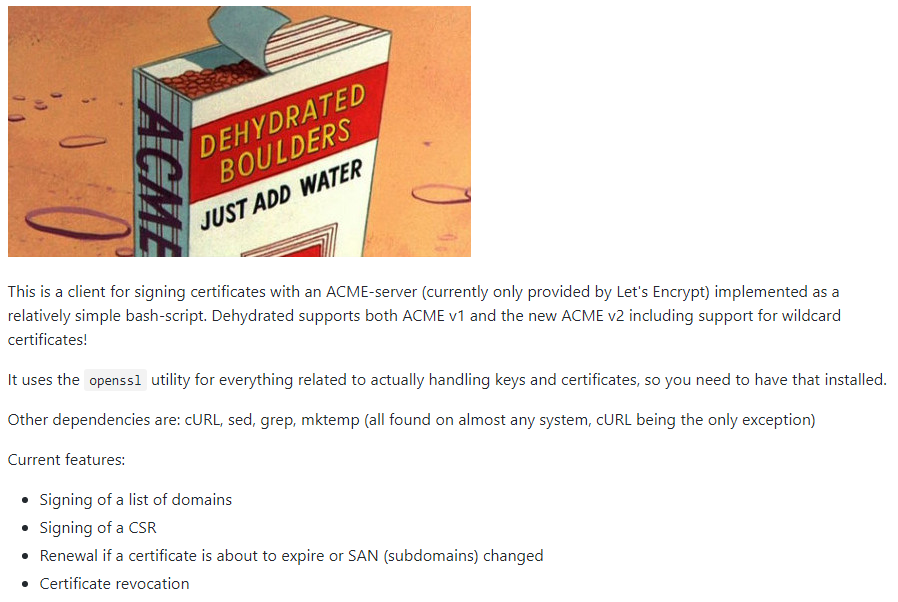 ACME
DEHYDRATED
BOULDERS
JUST ADD WATER
This is a client for signing certificates with an ACME-server (currently only provided by Let's Encrypt) implemented as a
relatively simple bash-script. Dehydrated supports both ACME v1 and the new ACME v2 including support for wildcard
certificates!
It uses the openssl utility for everything related to actually handling keys and certificates, so you need to have that installed.
Other dependencies are: cURL, sed, grep, mktemp (all found on almost any system, cURL being the only exception)
Current features:
• Signing of a list of domains
• Signing of a CSR
• Renewal if a certificate is about to expire or SAN (subdomains) changed
• Certificate revocation